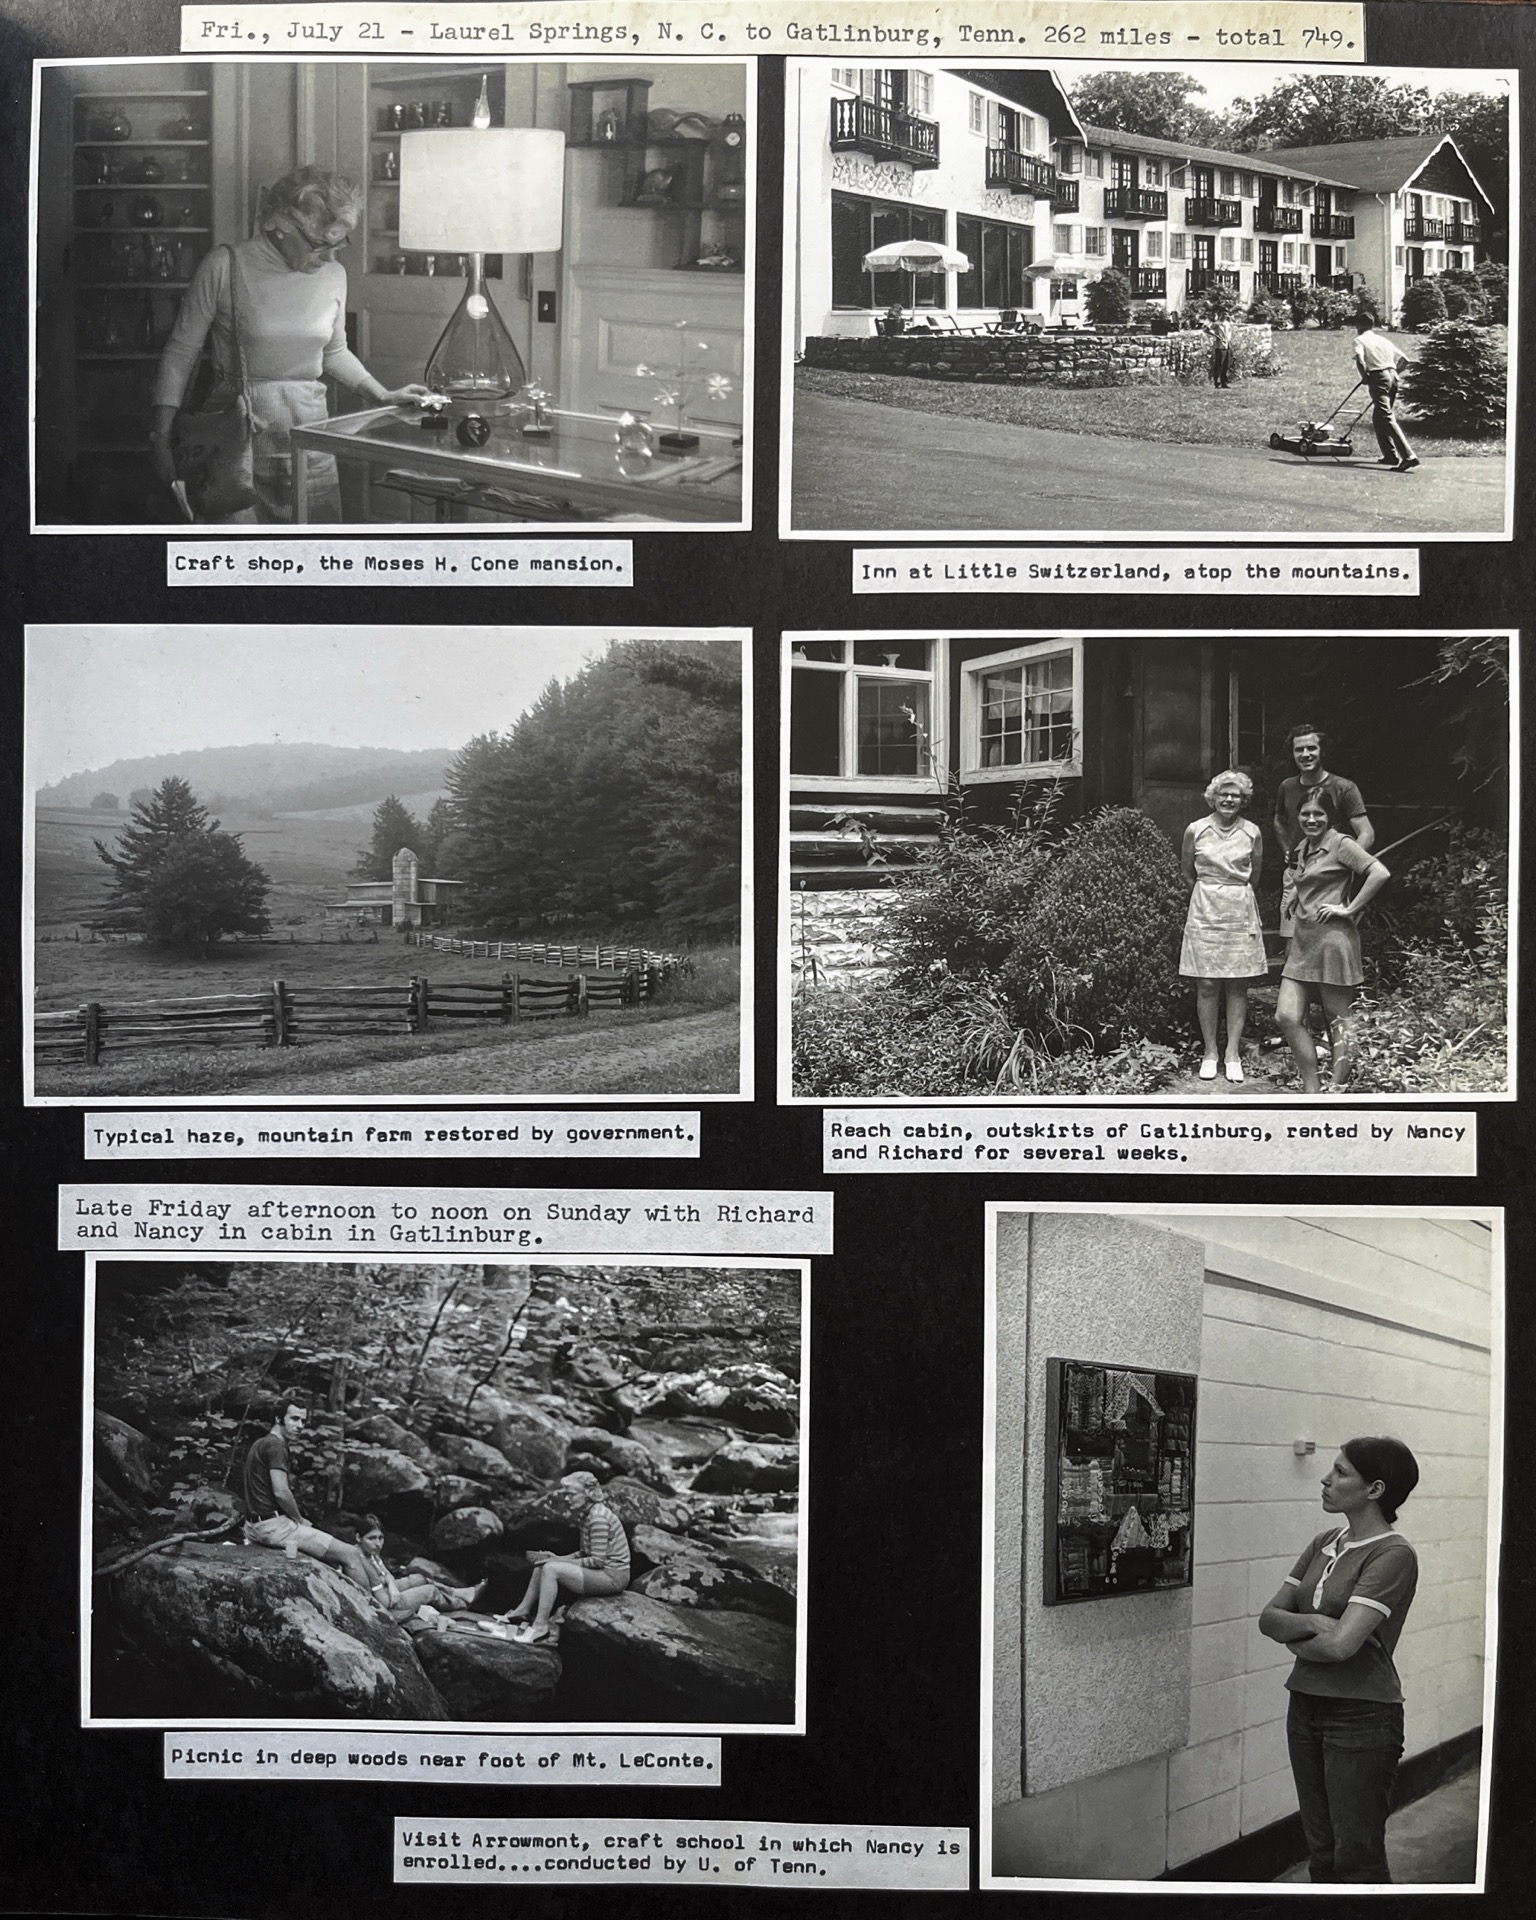 Fri., July 21 - Laurel Springs, N. C. to Gatlinburg, Tenn. 262 miles - total 749.
Craft shop, the Moses H. Cone mansion.
Inn at Little Switzerland, atop the mountains.
Typical haze, mountain farm restored by government.
Reach cabin, outskirts of Gatlinburg, rented by Nancy
and Richard for several weeks.
Late Friday afternoon to noon on Sunday with Richard
and Nancy in cabin in Gatlinburg.
Picnic in deep woods near foot of Mt. LeConte.
Visit Arrowmont, craft school in which Nancy is
enrolled....conducted by U. of Tenn.